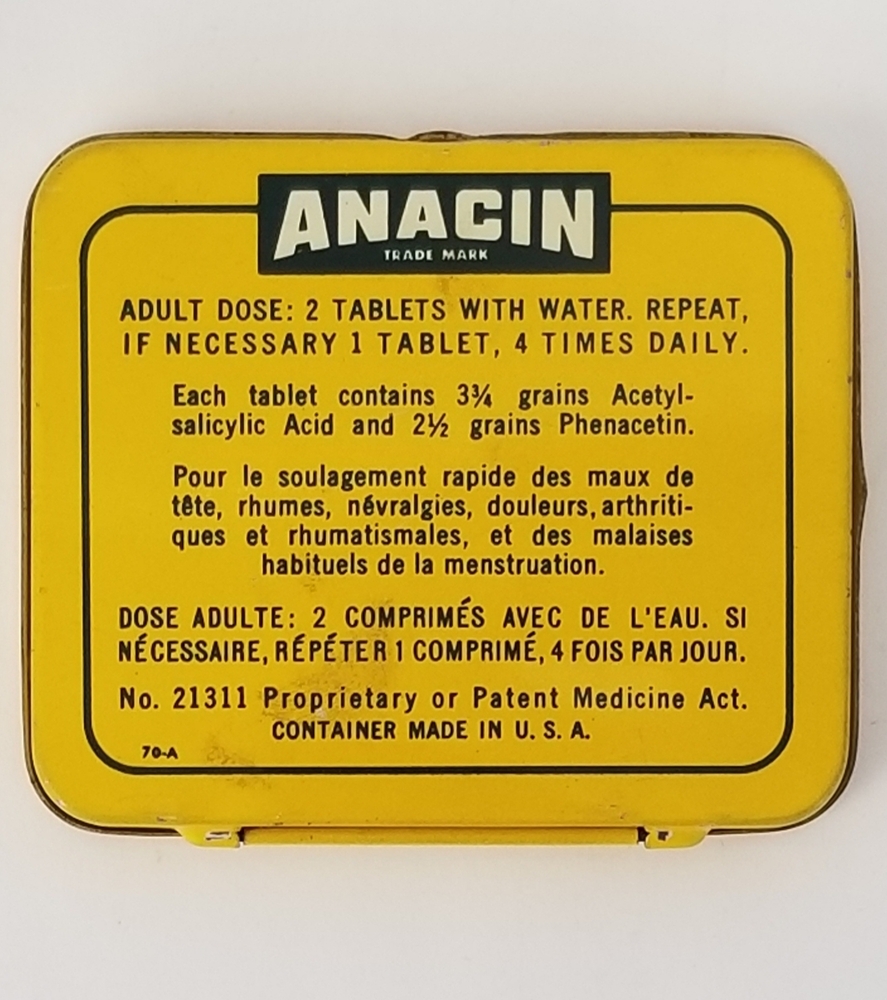 ANACIN
TRADE MARK
ADULT DOSE: 2 TABLETS WITH WATER. REPEAT,
IF NECESSARY 1 TABLET, 4 TIMES DAILY.
Each tablet contains 3¾ grains Acetyl-
salicylic Acid and 2½ grains Phenacetin.
Pour le soulagement rapide des maux de
tête, rhumes, névralgies, douleurs, arthriti-
ques et rhumatismales, et des malaises
habituels de la menstruation.
DOSE ADULTE: 2 COMPRIMÉS AVEC DE L'EAU. SI
NÉCESSAIRE, RÉPÉTER 1 COMPRIMÉ, 4 FOIS PAR JOUR.
No. 21311 Proprietary or Patent Medicine Act.
CONTAINER MADE IN U. S. A.
70-A